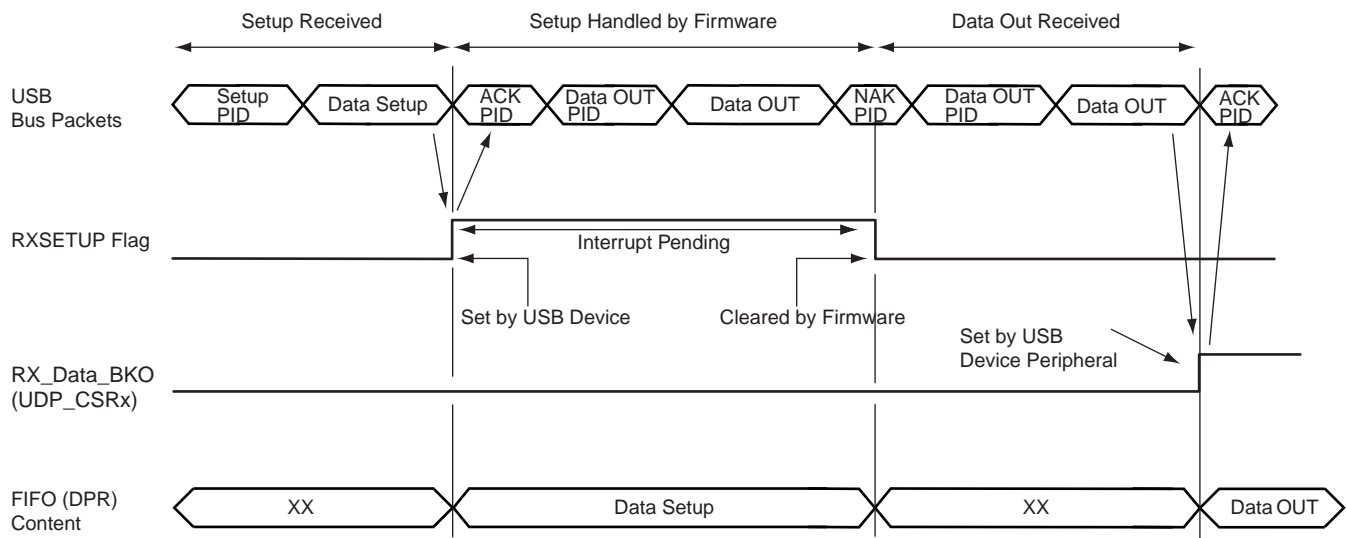 Setup Received
Setup Handled by Firmware
Data Out Received
USB
Bus Packets
Setup
PID
Data Setup
ACK
PID
Data OUT
PID
Data OUT
NAK
PID
Data OUT
PID
Data OUT
ACK
PID
RXSETUP Flag
Interrupt Pending
Set by USB Device
Cleared by Firmware
Set by USB
Device Peripheral
RX_Data_BKO
(UDP_CSRx)
FIFO (DPR)
Content
XX
Data Setup
XX
Data OUT